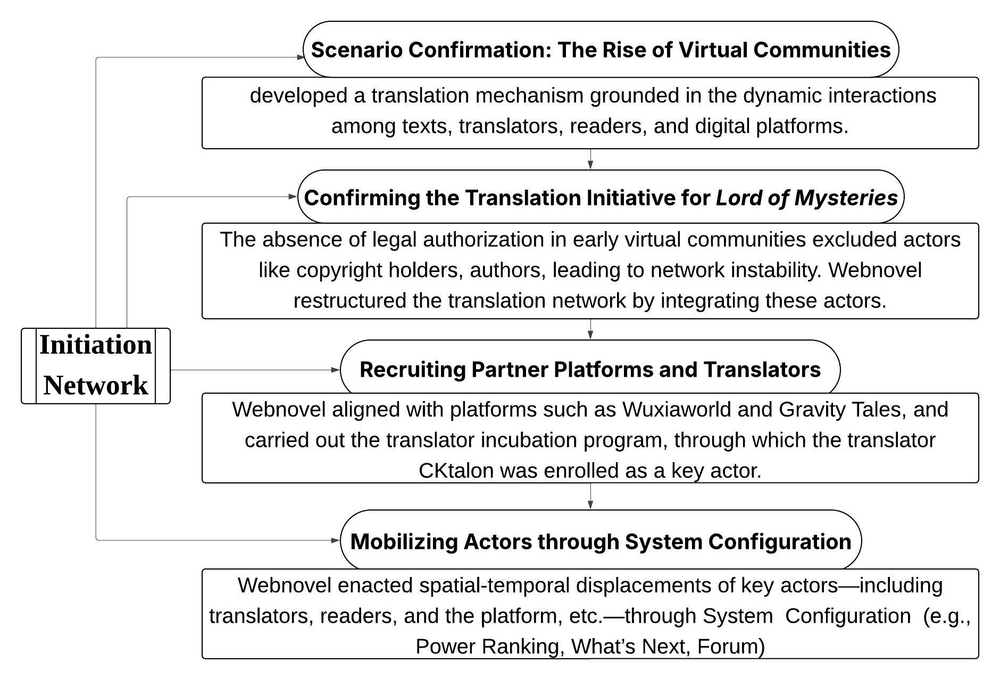 Scenario Confirmation: The Rise of Virtual Communities
developed a translation mechanism grounded in the dynamic interactions
among texts, translators, readers, and digital platforms.
Confirming the Translation Initiative for Lord of Mysteries
The absence of legal authorization in early virtual communities excluded actors
like copyright holders, authors, leading to network instability. Webnovel
restructured the translation network by integrating these actors.
Initiation
Network
Recruiting Partner Platforms and Translators
Webnovel aligned with platforms such as Wuxiaworld and Gravity Tales, and
carried out the translator incubation program, through which the translator
CKtalon was enrolled as a key actor.
Mobilizing Actors through System Configuration
Webnovel enacted spatial-temporal displacements of key actors—including
translators, readers, and the platform, etc.—through System  Configuration  (e.g.,
Power Ranking, What’s Next, Forum)